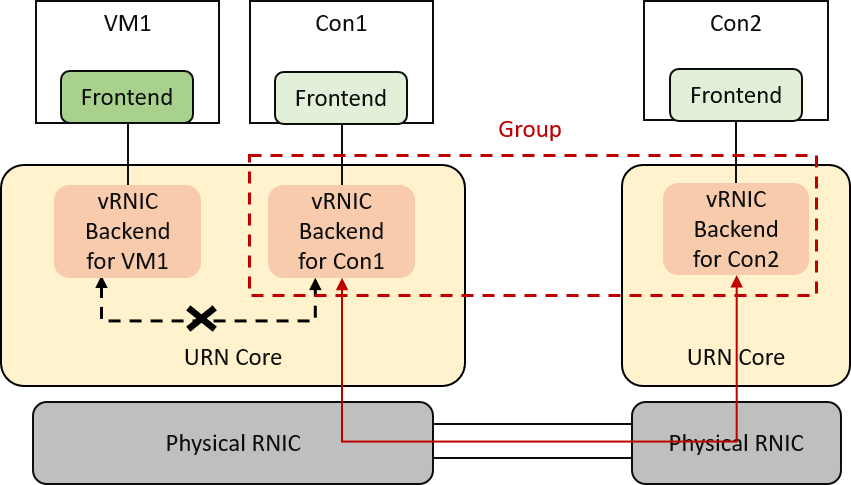 VM1
Con1
Con2
Frontend
Frontend
Frontend
Group
vRNIC
Backend
for VM1
vRNIC
Backend
for Con1
vRNIC
Backend
for Con2
URN Core
URN Core
Physical RNIC
Physical RNIC